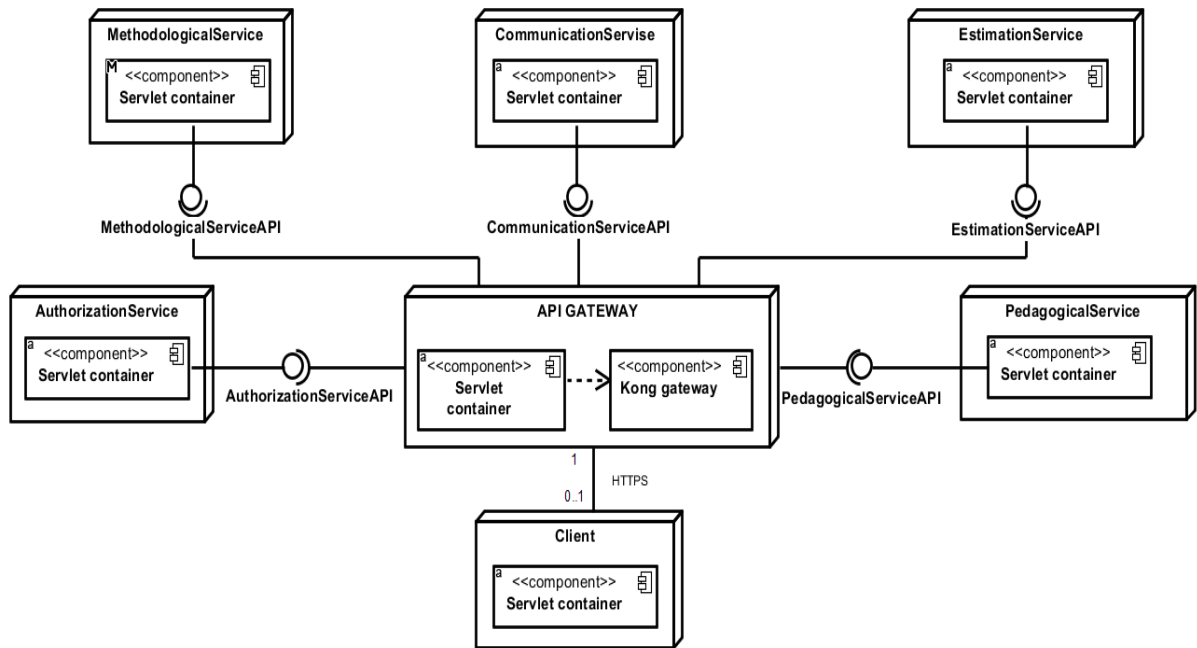 MethodologicalService
M
<<component>>
Servlet container
CommunicationServise
a
<<component>>
Servlet container
EstimationService
a
<<component>>
Servlet container
MethodologicalServiceAPI
CommunicationServiceAPI
EstimationServiceAPI
AuthorizationService
a
<<component>>
Servlet container
AuthorizationServiceAPI
API GATEWAY
a
<<component>>
Servlet
container
<<component>>
Kong gateway
PedagogicalService
a
<<component>>
Servlet container
PedagogicalServiceAPI
1
HTTPS
0..1
Client
a
<<component>>
Servlet container